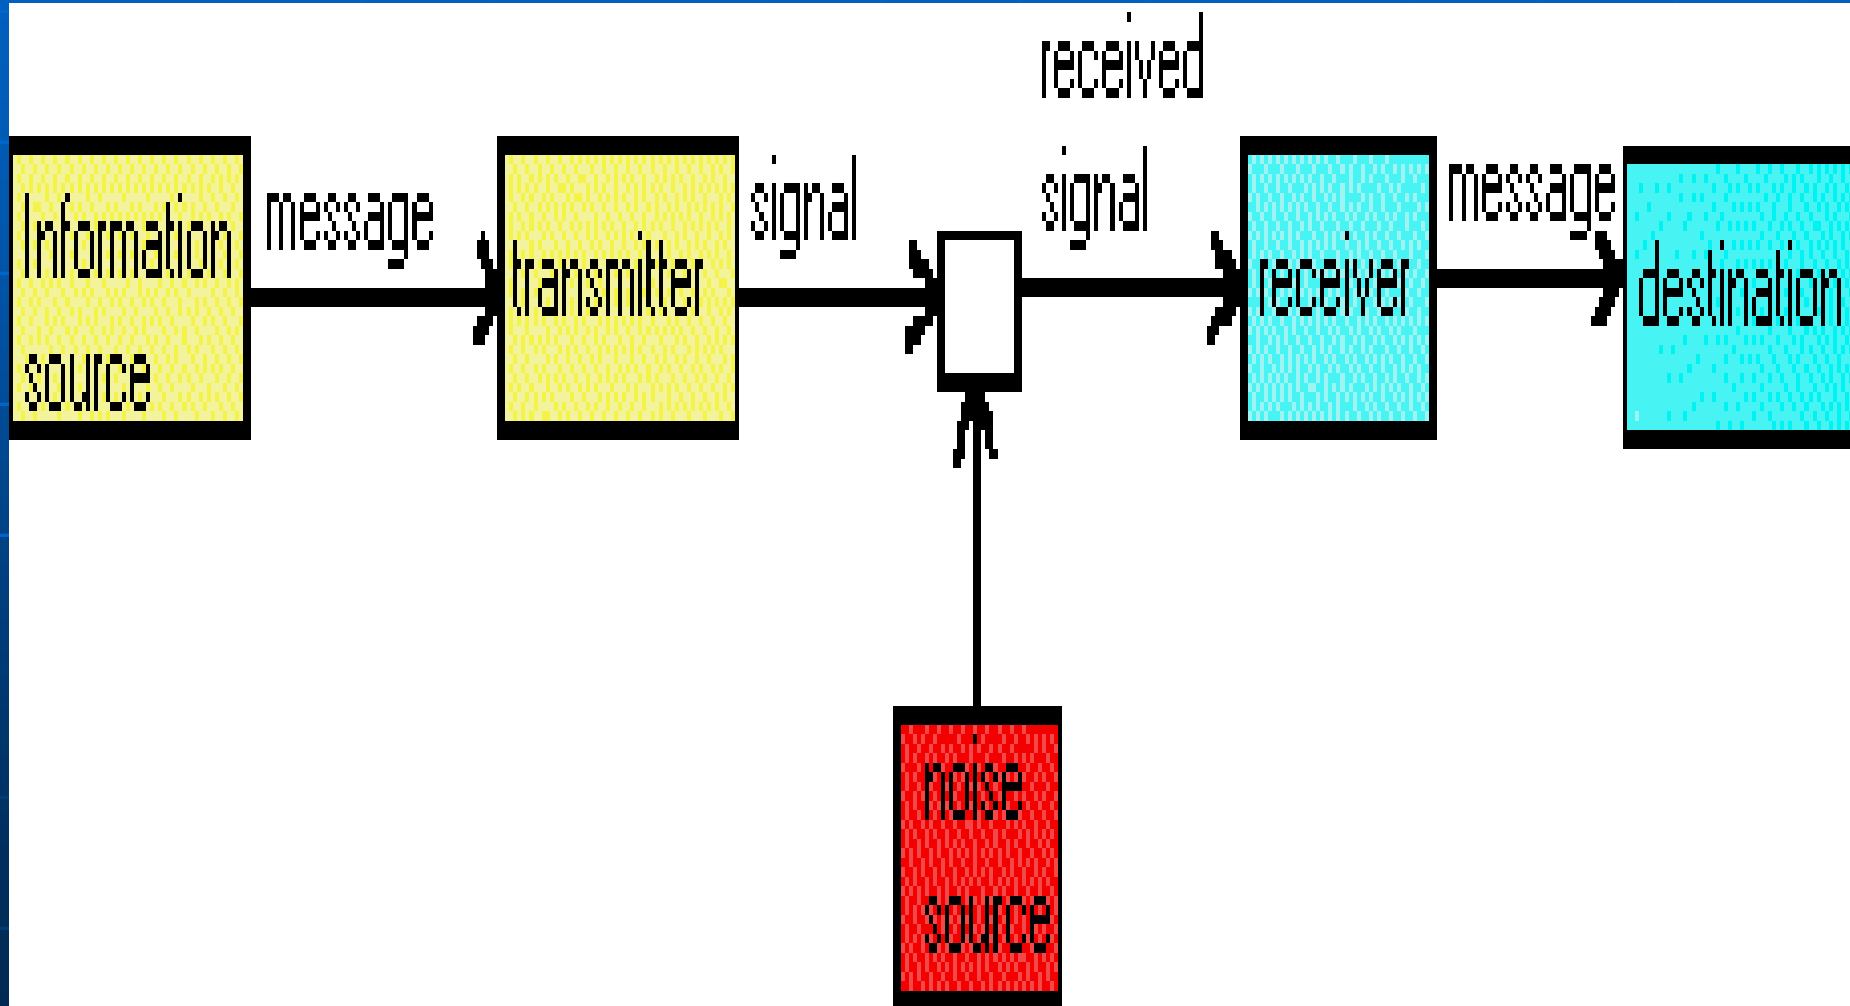 Information
source
message
transmitter
signal
received
signal
receiver
message
destination
noise
source